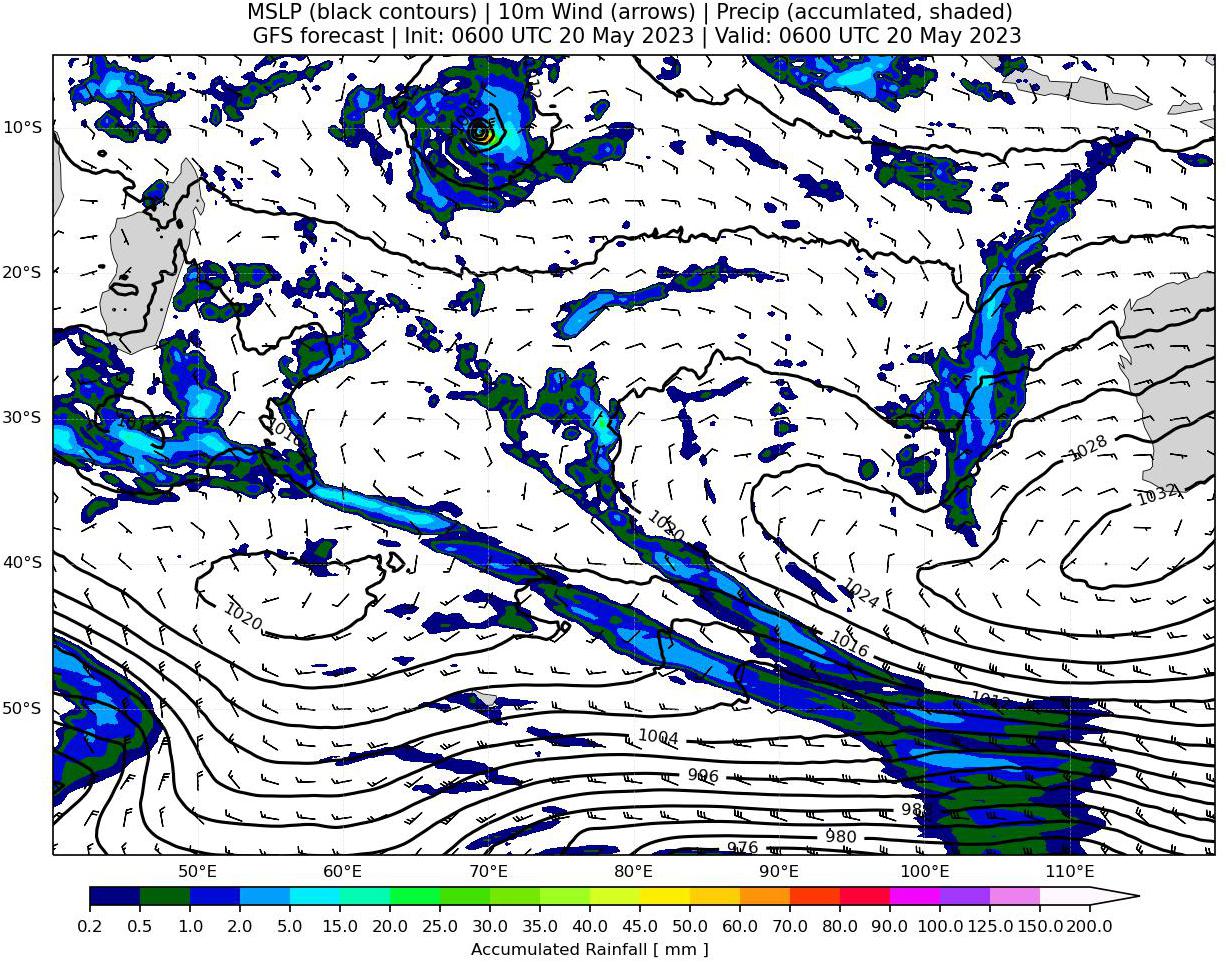 MSLP (black contours) | 10m Wind (arrows) | Precip (accumlated, shaded)
GFS forecast | Init: 0600 UTC 20 May 2023 | Valid: 0600 UTC 20 May 2023
10°S
20°S
30°S
1016
1028
1032
1020
40°S
1024
1020
1016
50°S
1012
1004
996
980
976
50°E 60°E 70°E 80°E 90°E 100°E 110°E
0.2 0.5 1.0 2.0 5.0 10.0 15.0 20.0 25.0 30.0 35.0 40.0 45.0 50.0 60.0 70.0 80.0 90.0 100.0 125.0 150.0 200.0
Accumulated Rainfall [ mm ]